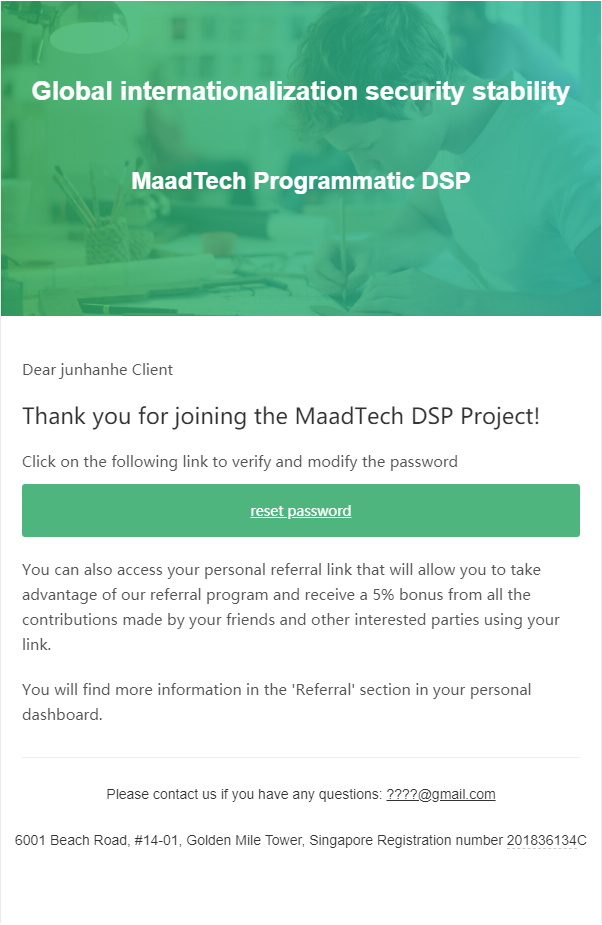 Global internationalization security stability
MaadTech Programmatic DSP
Dear junhanhe Client
Thank you for joining the MaadTech DSP Project!
Click on the following link to verify and modify the password
reset password
You can also access your personal referral link that will allow you to take
advantage of our referral program and receive a 5% bonus from all the
contributions made by your friends and other interested parties using your
link.
You will find more information in the 'Referral' section in your personal
dashboard.
Please contact us if you have any questions: ????@gmail.com
6001 Beach Road, #14-01, Golden Mile Tower, Singapore Registration number 201836134C